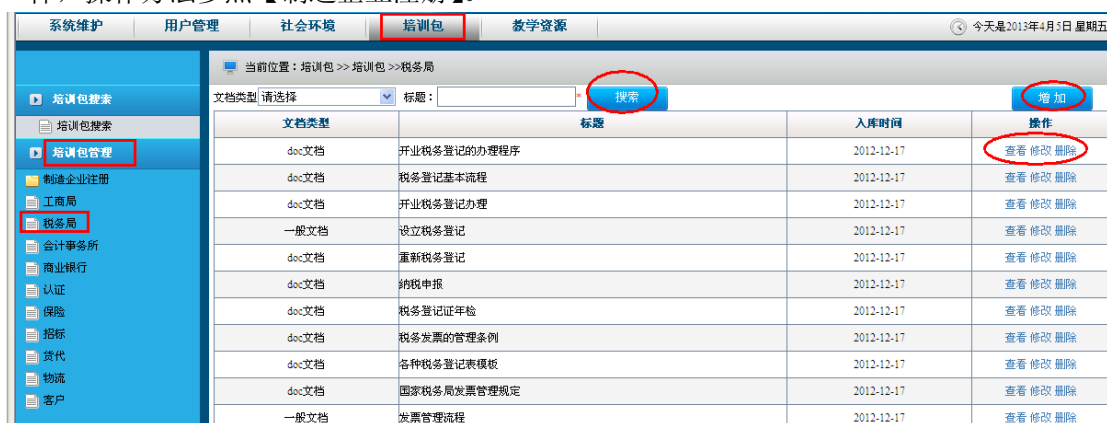 作，操作方法参照【制造企业注册】。
系统维护 用户管理 社会环境 培训包 教学资源 今天是2013年4月5日 星期五
当前位置：培训包 >> 培训包 >>税务局
培训包搜索
培训包搜索
培训包管理
制造企业注册
工商局
税务局
会计事务所
商业银行
认证
保险
招标
货代
物流
客户
文档类型 请选择 标题： * 搜索 增 加
文档类型 标题 入库时间 操作
doc文档 开业税务登记的办理程序 2012-12-17 查看 修改 删除
doc文档 税务登记基本流程 2012-12-17 查看 修改 删除
doc文档 开业税务登记办理 2012-12-17 查看 修改 删除
一般文档 设立税务登记 2012-12-17 查看 修改 删除
doc文档 重新税务登记 2012-12-17 查看 修改 删除
doc文档 纳税申报 2012-12-17 查看 修改 删除
doc文档 税务登记证年检 2012-12-17 查看 修改 删除
doc文档 税务发票的管理条例 2012-12-17 查看 修改 删除
doc文档 各种税务登记表模板 2012-12-17 查看 修改 删除
doc文档 国家税务局发票管理规定 2012-12-17 查看 修改 删除
一般文档 发票管理流程 2012-12-17 查看 修改 删除